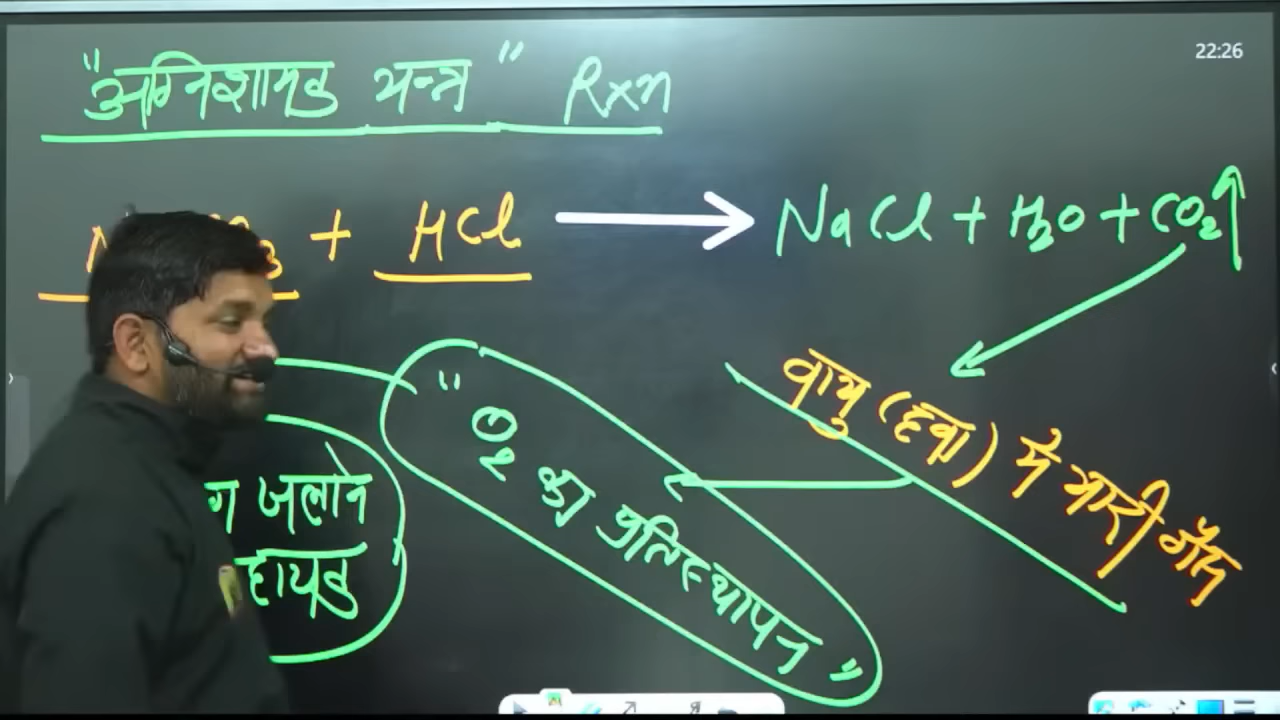 22:26
"अग्निशामक यन्त्र" Rxn
+ HCl → NaCl + H₂O + CO₂↑
वायु (हवा) से भारी गैस
" O₂ का प्रतिस्थापन "
जलाने